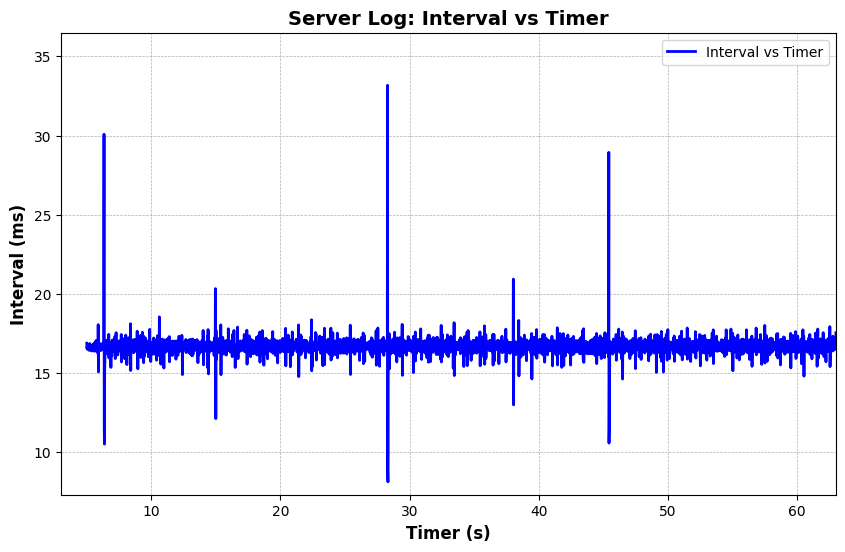 Server Log: Interval vs Timer
Interval vs Timer
35
30
25
20
15
10
Interval (ms)
10 20 30 40 50 60
Timer (s)